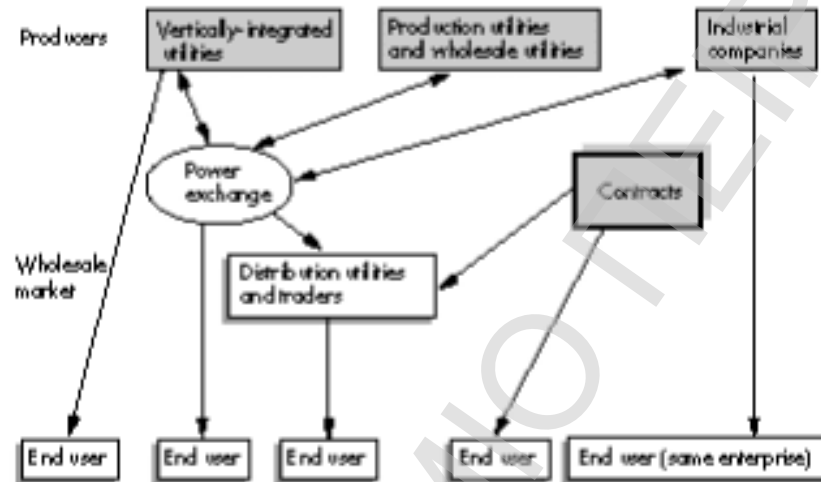 Producers
Vertically-integrated
utilities
Production utilities
and wholesale utilities
Industrial
companies
Power
exchange
Contracts
Wholesale
market
Distribution utilities
and traders
End user
End user
End user
End user
End user (same enterprise)